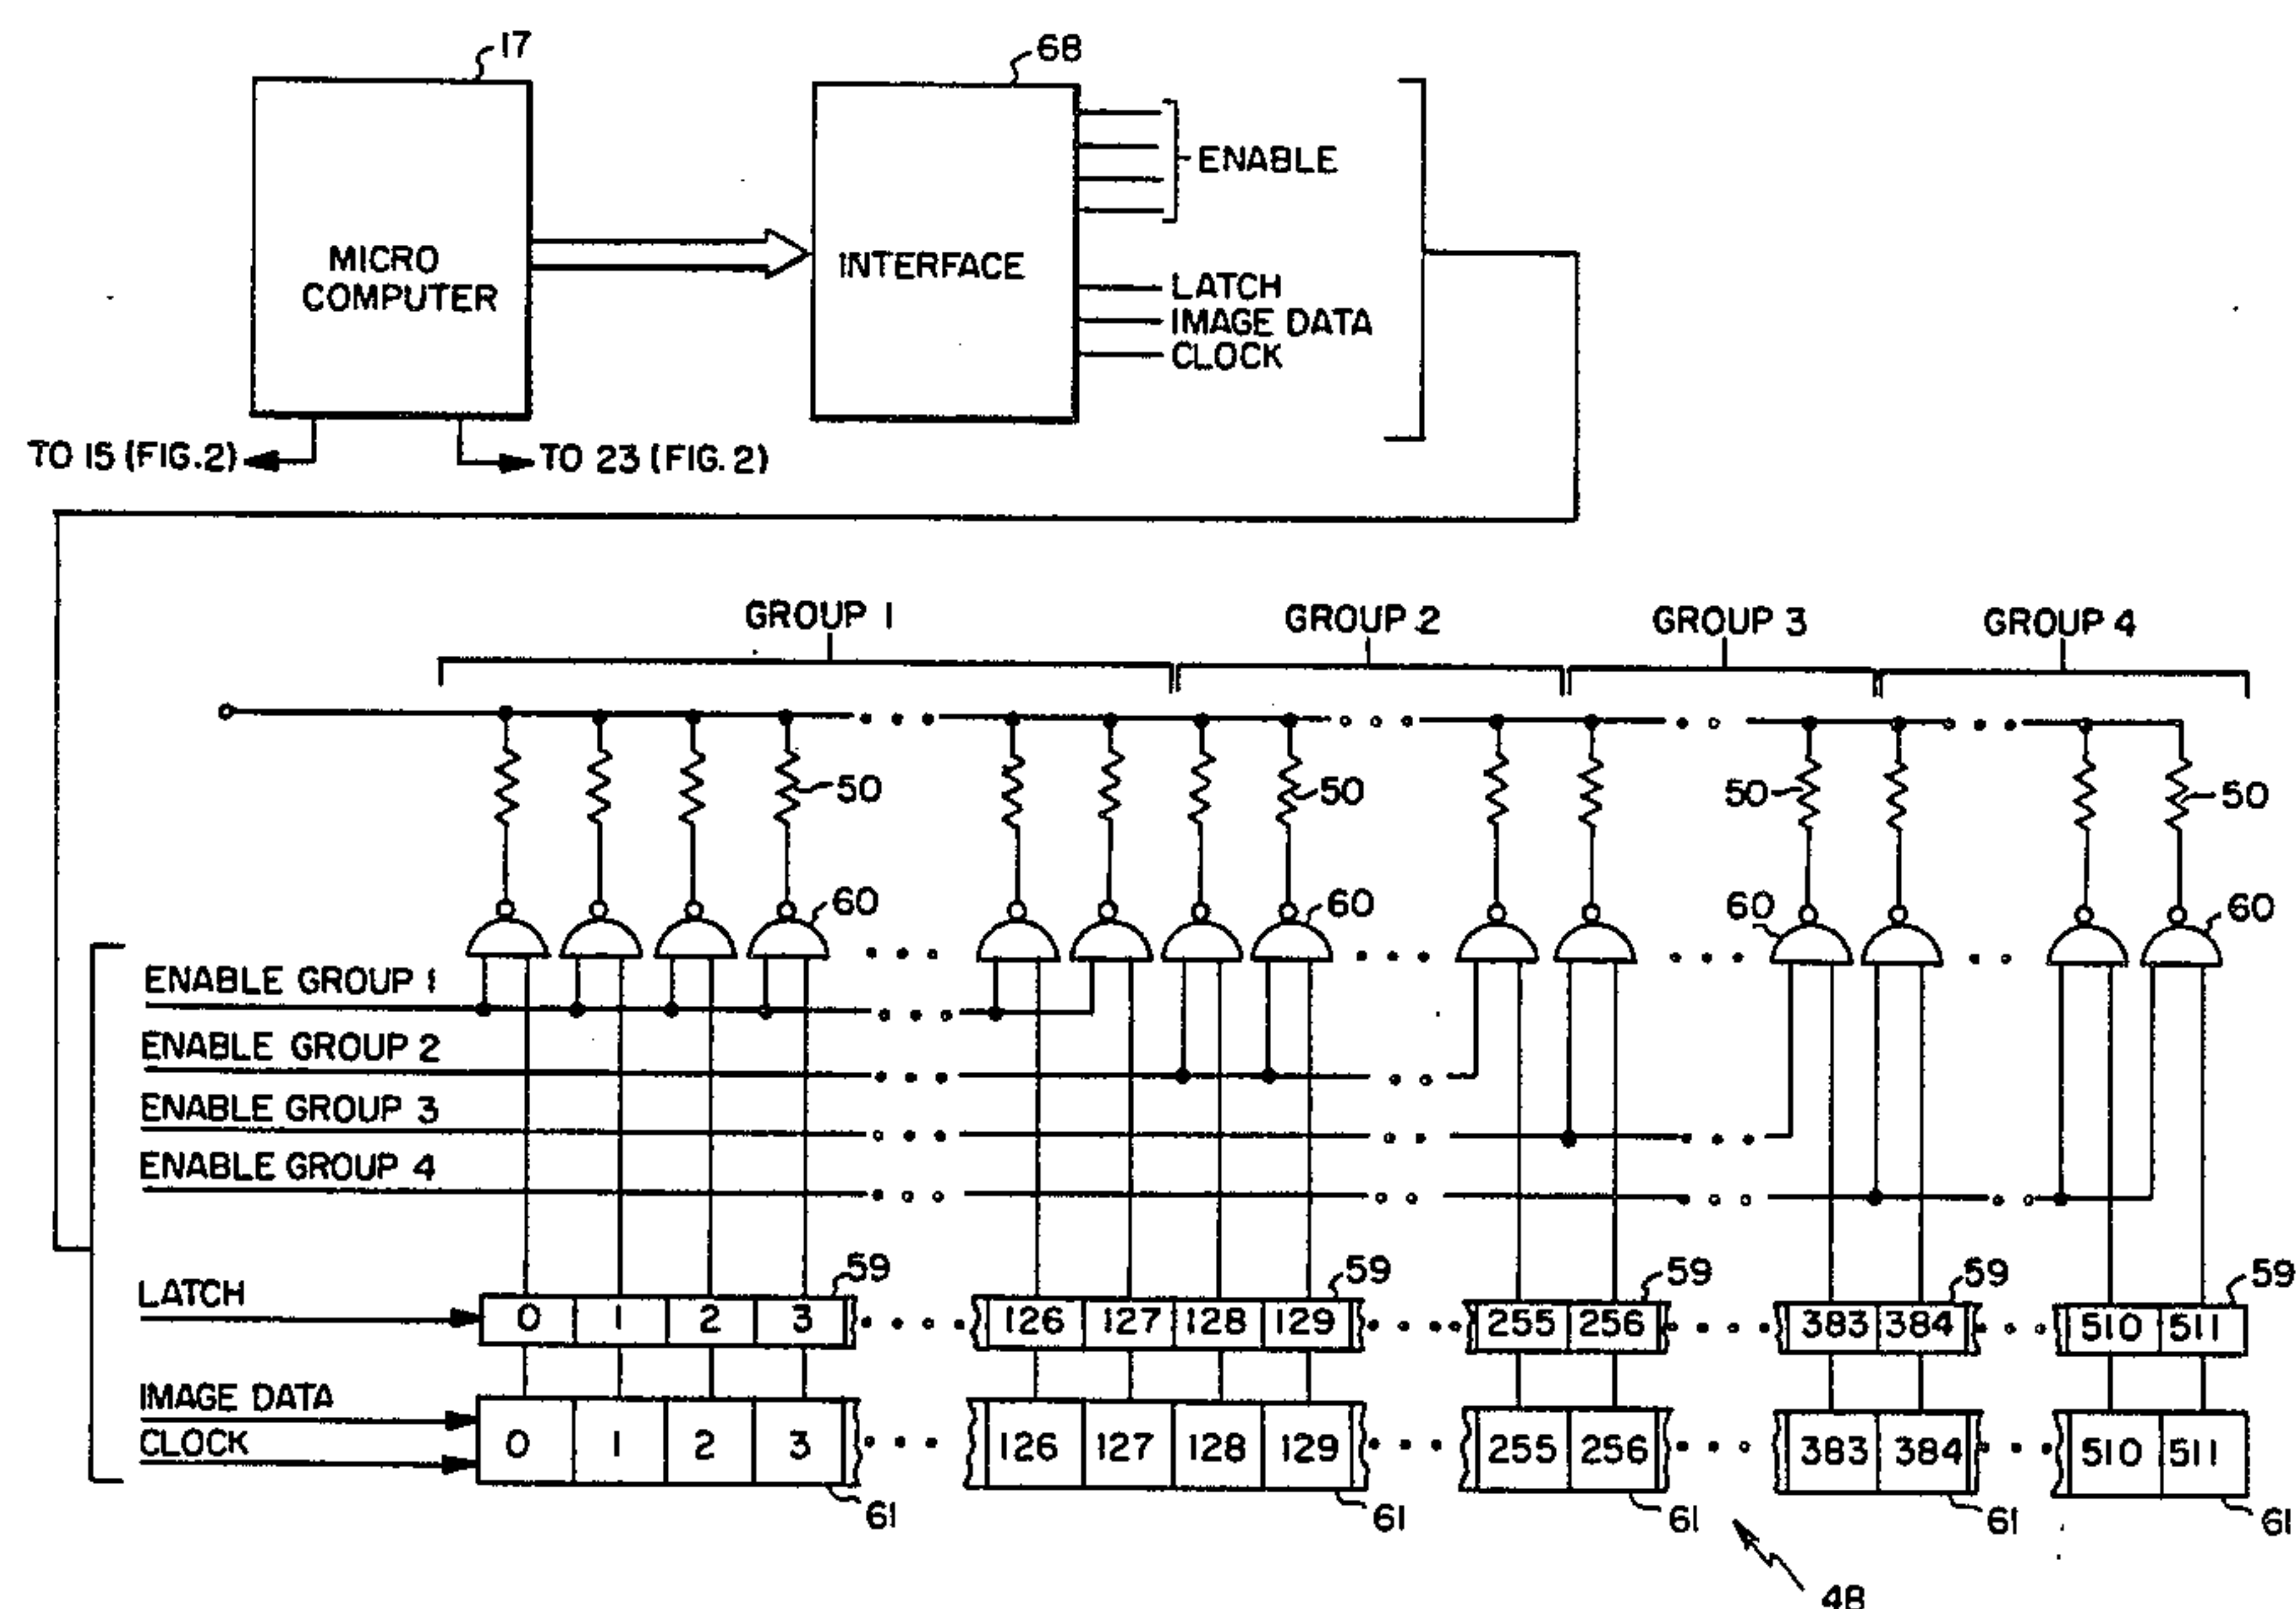 17
68
ENABLE
MICRO
COMPUTER
INTERFACE
LATCH
IMAGE DATA
CLOCK
TO 15 (FIG.2)
TO 23 (FIG. 2)
GROUP 1
GROUP 2
GROUP 3
GROUP 4
50
50
50
50
60
60
60
60
ENABLE GROUP 1
ENABLE GROUP 2
ENABLE GROUP 3
ENABLE GROUP 4
59
59
59
59
59
LATCH
0 1 2 3 126 127 128 129 255 256 383 384 510 511
IMAGE DATA
CLOCK
0 1 2 3 126 127 128 129 255 256 383 384 510 511
61
61
61
61
61
48